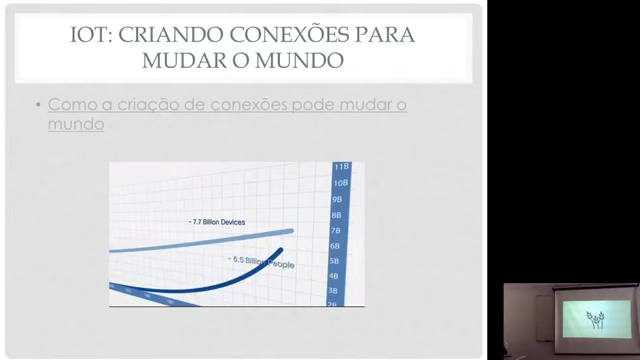 IOT: CRIANDO CONEXÕES PARA
MUDAR O MUNDO
• Como a criação de conexões pode mudar o
mundo
11B
10B
9B
8B
~ 7.7 Billion Devices
7B
6B
~ 6.5 Billion People
5B
4B
3B
2B